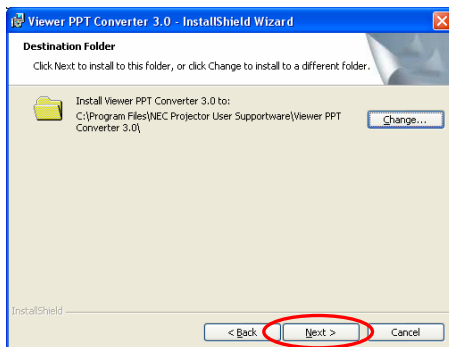 Viewer PPT Converter 3.0 - InstallShield Wizard
Destination Folder
Click Next to install to this folder, or click Change to install to a different folder.
Install Viewer PPT Converter 3.0 to:
C:\Program Files\NEC Projector User Supportware\Viewer PPT
Converter 3.0\
Change...
InstallShield
< Back Next > Cancel